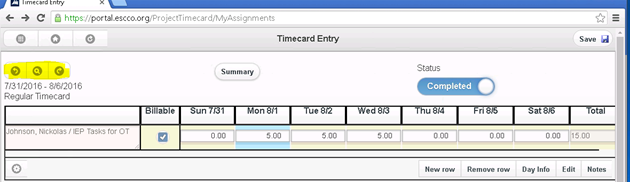 Timecard Entry
https://portal.escco.org/ProjectTimecard/MyAssignments
Timecard Entry
Save
Status
Summary
Completed
7/31/2016 - 8/6/2016
Regular Timecard
Billable Sun 7/31 Mon 8/1 Tue 8/2 Wed 8/3 Thu 8/4 Fri 8/5 Sat 8/6 Total
Johnson, Nickolas / IEP Tasks for OT 0.00 5.00 5.00 5.00 0.00 0.00 0.00 15.00
New row Remove row Day Info Edit Notes